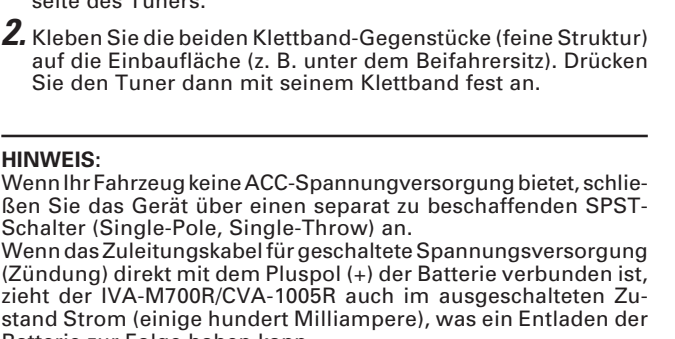 seite des Tuners.
2. Kleben Sie die beiden Klettband-Gegenstücke (feine Struktur)
auf die Einbaufläche (z. B. unter dem Beifahrersitz). Drücken
Sie den Tuner dann mit seinem Klettband fest an.
HINWEIS:
Wenn Ihr Fahrzeug keine ACC-Spannungversorgung bietet, schlie-
ßen Sie das Gerät über einen separat zu beschaffenden SPST-
Schalter (Single-Pole, Single-Throw) an.
Wenn das Zuleitungskabel für geschaltete Spannungsversorgung
(Zündung) direkt mit dem Pluspol (+) der Batterie verbunden ist,
zieht der IVA-M700R/CVA-1005R auch im ausgeschalteten Zu-
stand Strom (einige hundert Milliampere), was ein Entladen der
Batterie zur Folge haben kann.